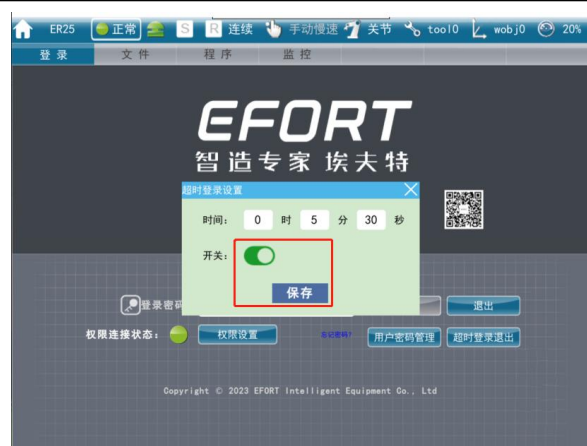 ER25 正常 S R 连续 手动慢速 关节 tool0 wobj0 20%
登录 文件 程序 监控
EFORT
智造专家 埃夫特
超时登录设置
时间： 0 时 5 分 30 秒
开关：
保存
登录密码 退出
权限连接状态： 权限设置 忘记密码? 用户密码管理 超时登录退出
Copyright © 2023 EFORT Intelligent Equipment Co., Ltd